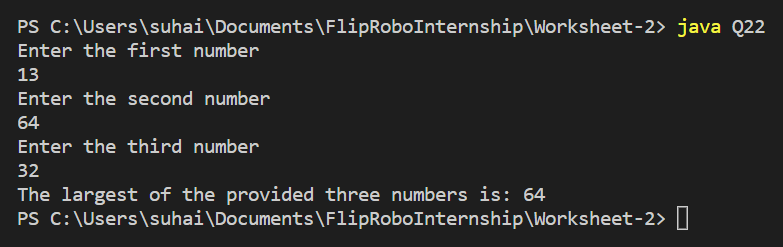 PS C:\Users\suhai\Documents\FlipRoboInternship\Worksheet-2> java Q22
Enter the first number
13
Enter the second number
64
Enter the third number
32
The largest of the provided three numbers is: 64
PS C:\Users\suhai\Documents\FlipRoboInternship\Worksheet-2>